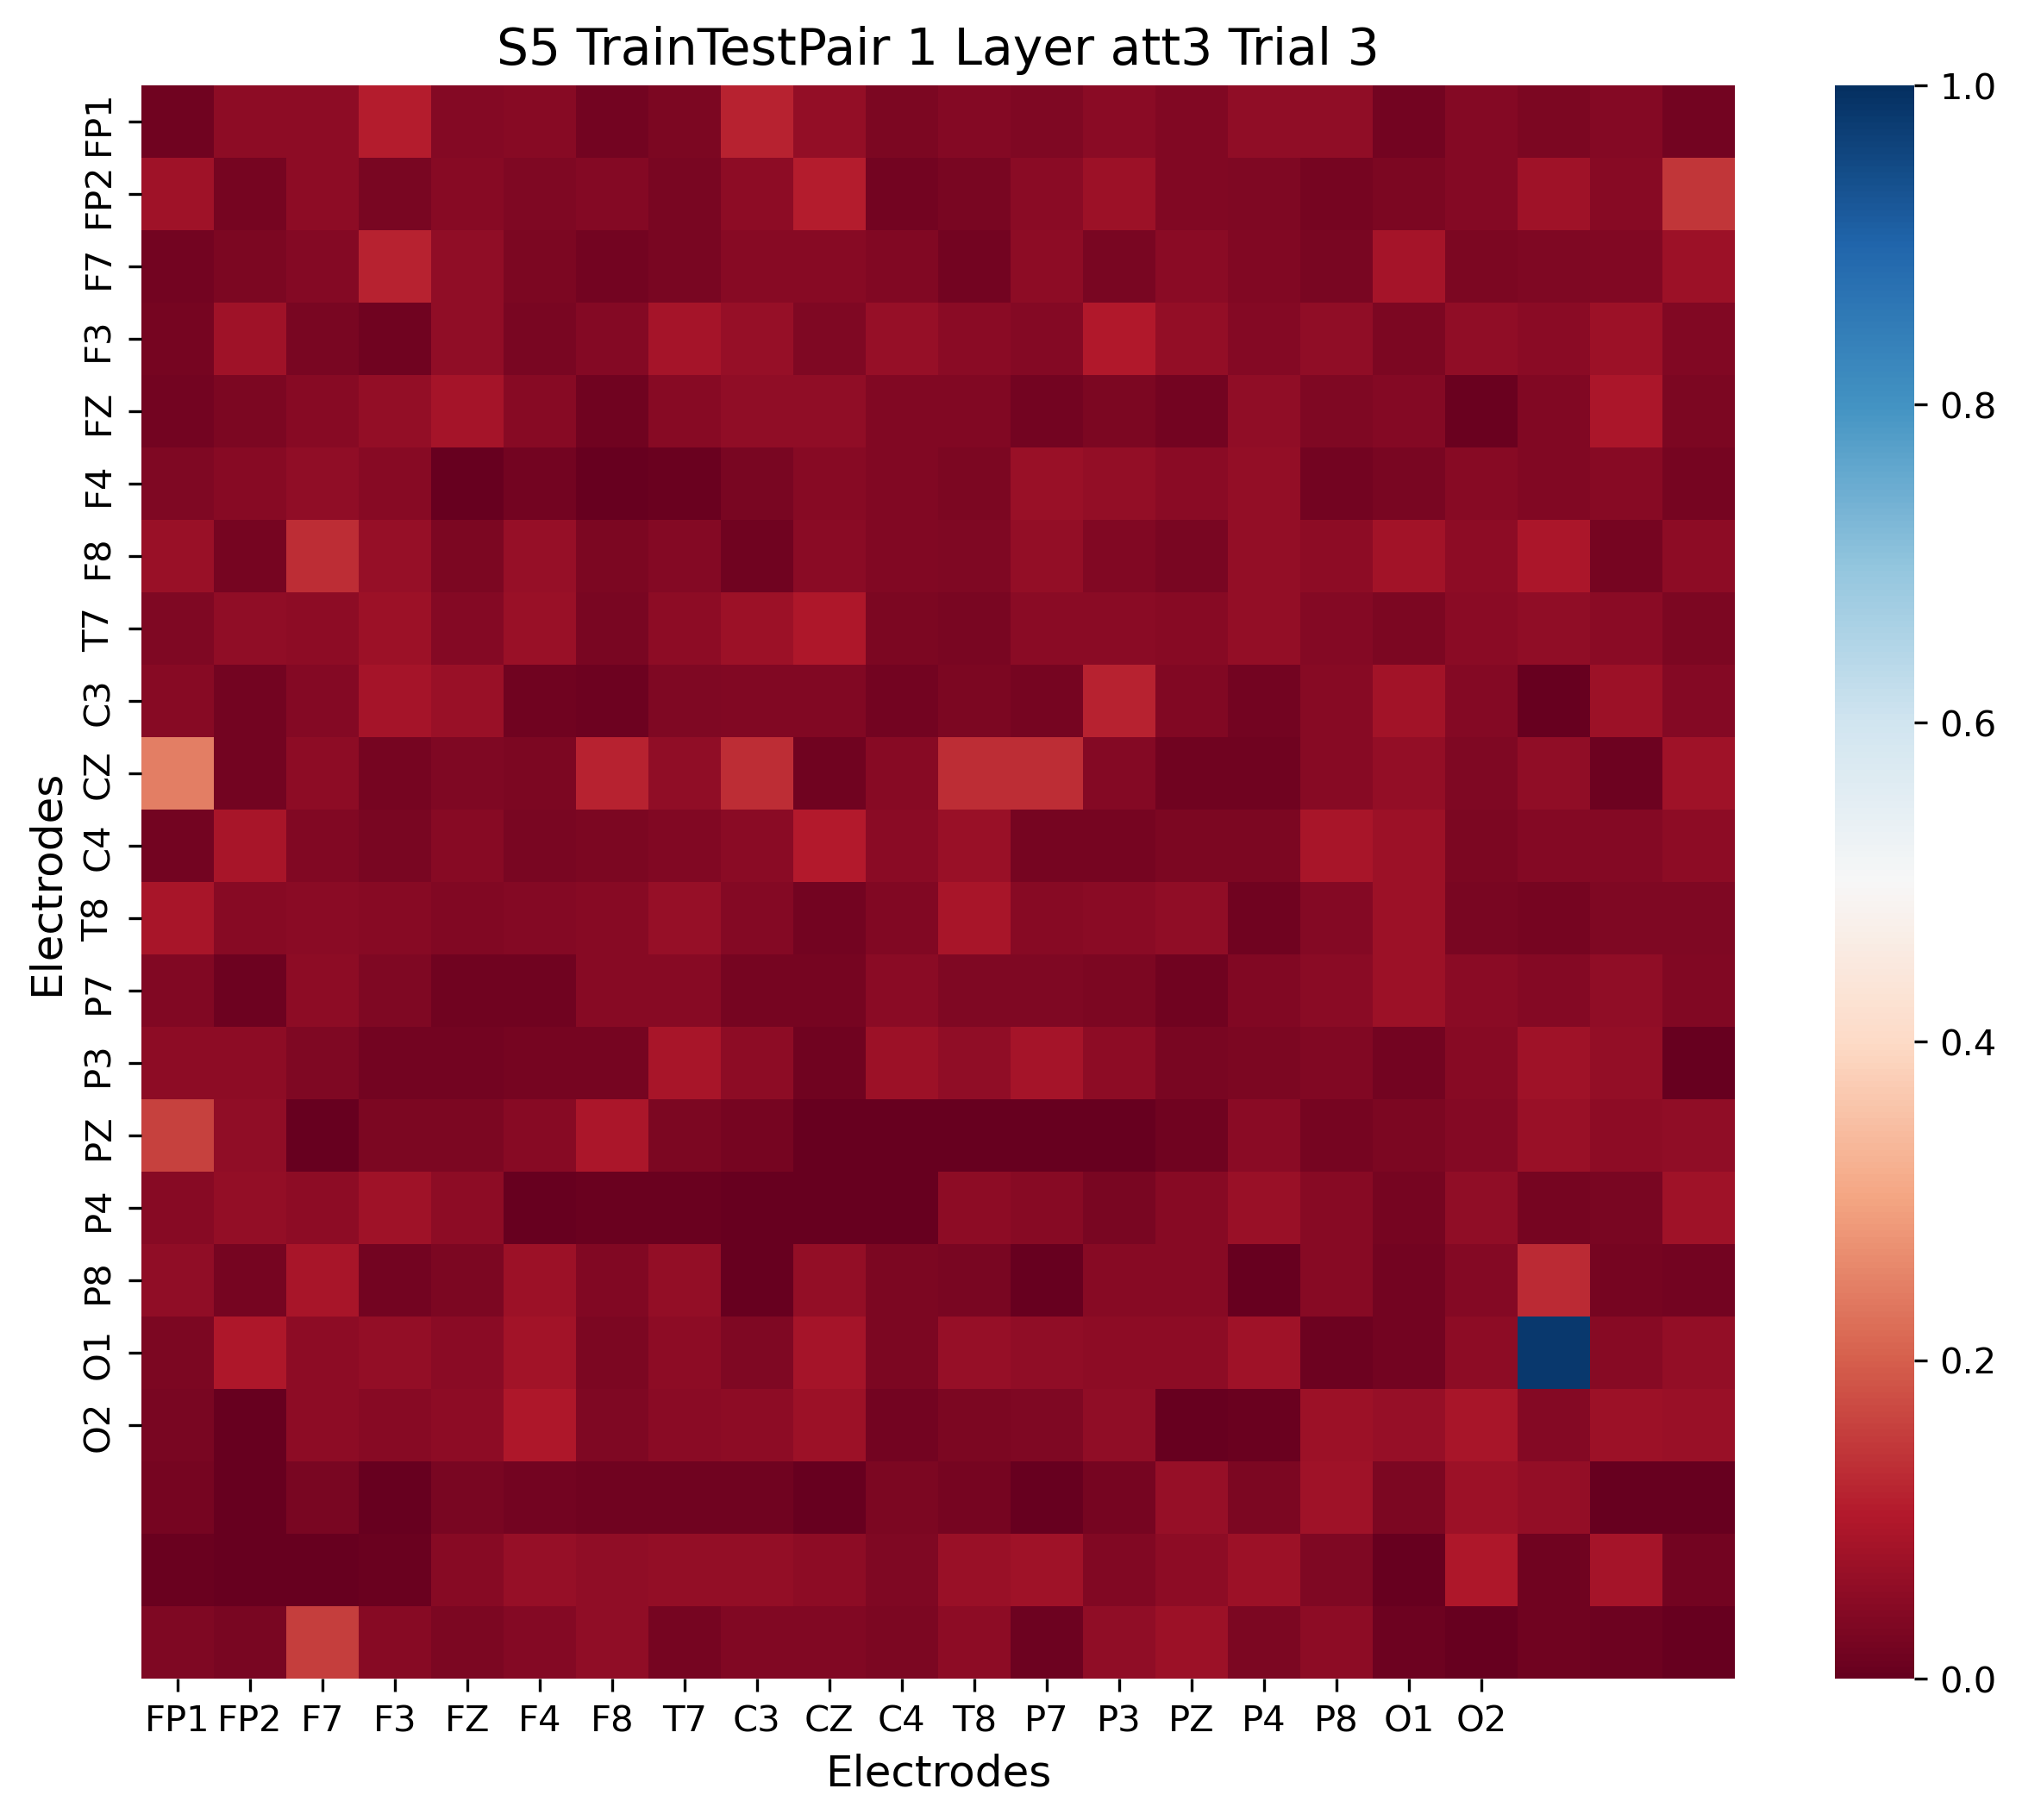 S5 TrainTestPair 1 Layer att3 Trial 3
Electrodes
FP1
FP2
F7
F3
FZ
F4
F8
T7
C3
CZ
C4
T8
P7
P3
PZ
P4
P8
O1
O2
FP1 FP2 F7 F3 FZ F4 F8 T7 C3 CZ C4 T8 P7 P3 PZ P4 P8 O1 O2
Electrodes
1.0
0.8
0.6
0.4
0.2
0.0